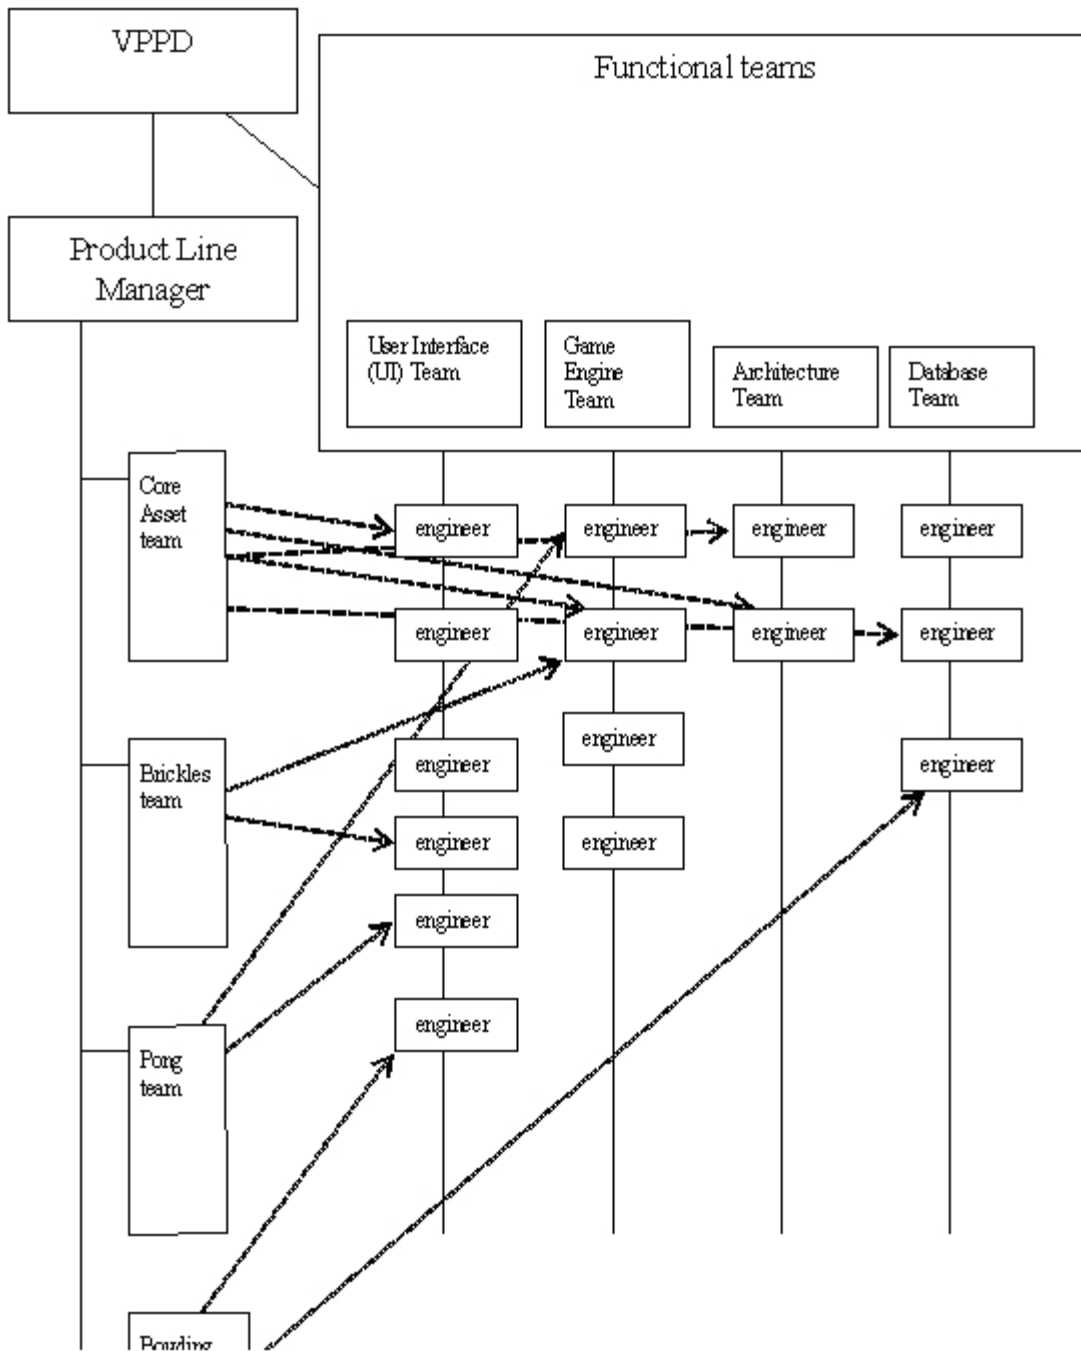 VPPD
Functional teams
Product Line
Manager
User Interface
(UI) Team
Game
Engine
Team
Architecture
Team
Database
Team
Core
Asset
team
engineer
engineer
engineer
engineer
engineer
engineer
engineer
engineer
engineer
Brickles
team
engineer
engineer
engineer
engineer
engineer
engineer
Pong
team
engineer
Bowling